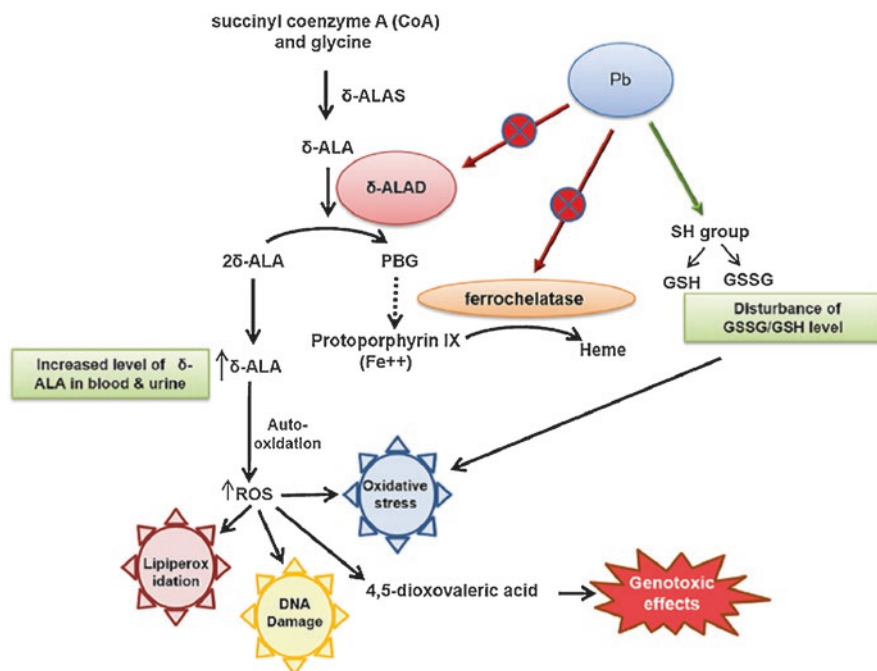 succinyl coenzyme A (CoA)
and glycine
Pb
δ-ALAS
δ-ALA
δ-ALAD
SH group
2δ-ALA
PBG
GSH
GSSG
ferrochelatase
Disturbance of
GSSG/GSH level
Protoporphyrin IX
(Fe++)
Heme
Increased level of δ-
ALA in blood & urine
↑δ-ALA
Auto-
oxidation
↑ROS
Oxidative
stress
Lipiperox
idation
DNA
Damage
4,5-dioxovaleric acid
Genotoxic
effects